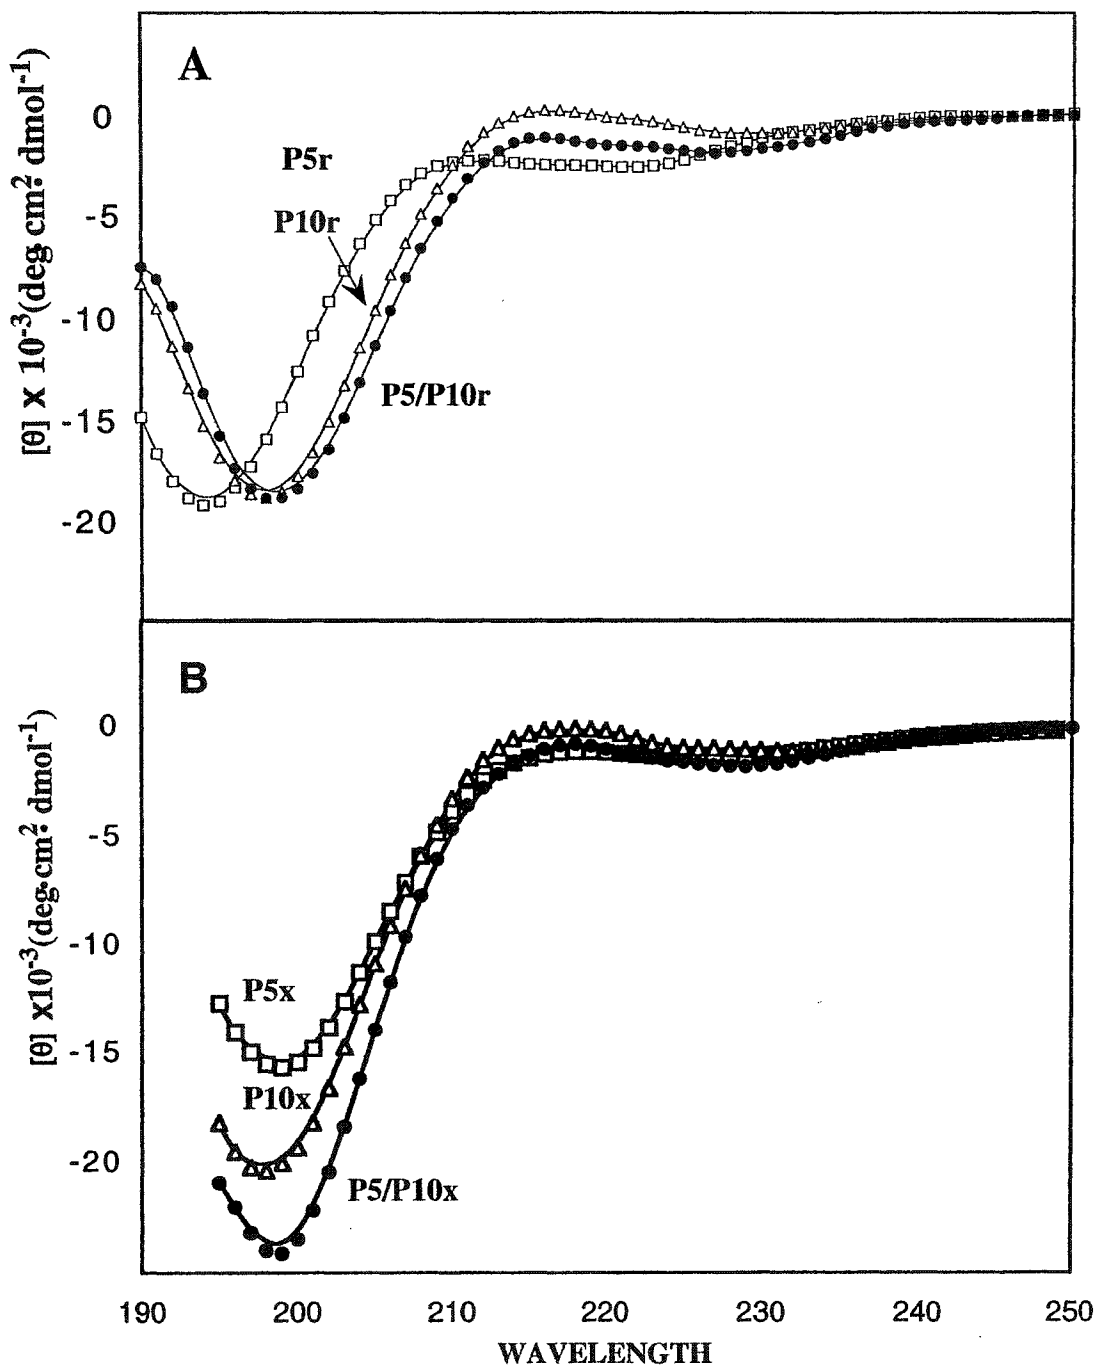 A
[θ] X 10⁻³(deg.cm². dmol⁻¹)
0
-5
-10
-15
-20
P5r
P10r
P5/P10r
B
[θ] X10⁻³(deg.cm². dmol⁻¹)
0
-5
-10
-15
-20
P5x
P10x
P5/P10x
190 200 210 220 230 240 250
WAVELENGTH